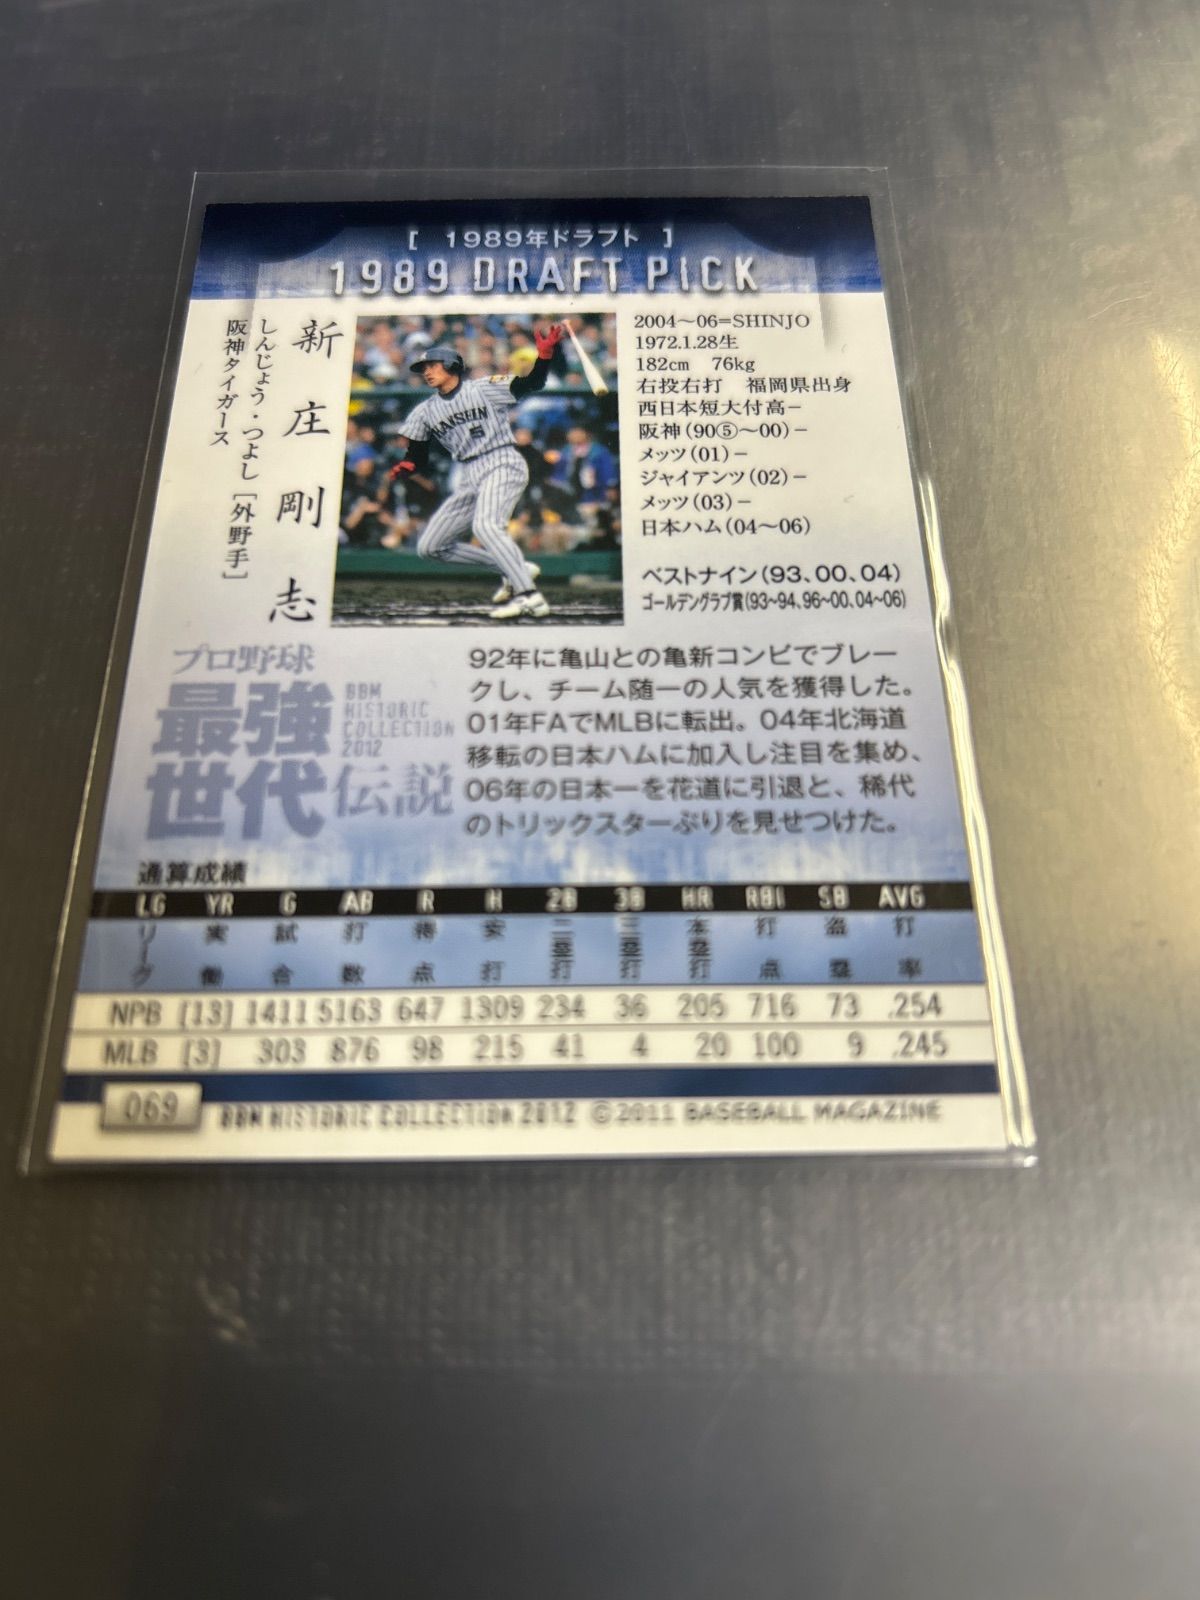 [ 1989年ドラフト ]
1989 DRAFT PICK
新庄剛志
しんじょう・つよし [外野手]
阪神タイガース
HANSHIN
5
2004～06=SHINJO
1972.1.28生
182cm 76kg
右投右打 福岡県出身
西日本短大付高−
阪神(90⑤～00)−
メッツ(01)−
ジャイアンツ(02)−
メッツ(03)−
日本ハム(04～06)
ベストナイン(93、00、04)
ゴールデングラブ賞(93~94、96~00、04~06)
プロ野球
最強
世代伝説
BBM
HISTORIC
COLLECTION
2012
92年に亀山との亀新コンビでブレー
クし、チーム随一の人気を獲得した。
01年FAでMLBに転出。04年北海道
移転の日本ハムに加入し注目を集め、
06年の日本一を花道に引退と、稀代
のトリックスターぶりを見せつけた。
通算成績
LG YR G AB R H 2B 3B HR RBI SB AVG
リーグ 実働 試合 打数 得点 安打 二塁打 三塁打 本塁打 打点 盗塁 打率
NPB [13] 1411 5163 647 1309 234 36 205 716 73 .254
MLB [3] 303 876 98 215 41 4 20 100 9 .245
069 BBM HISTORIC COLLECTION 2012 ©2011 BASEBALL MAGAZINE